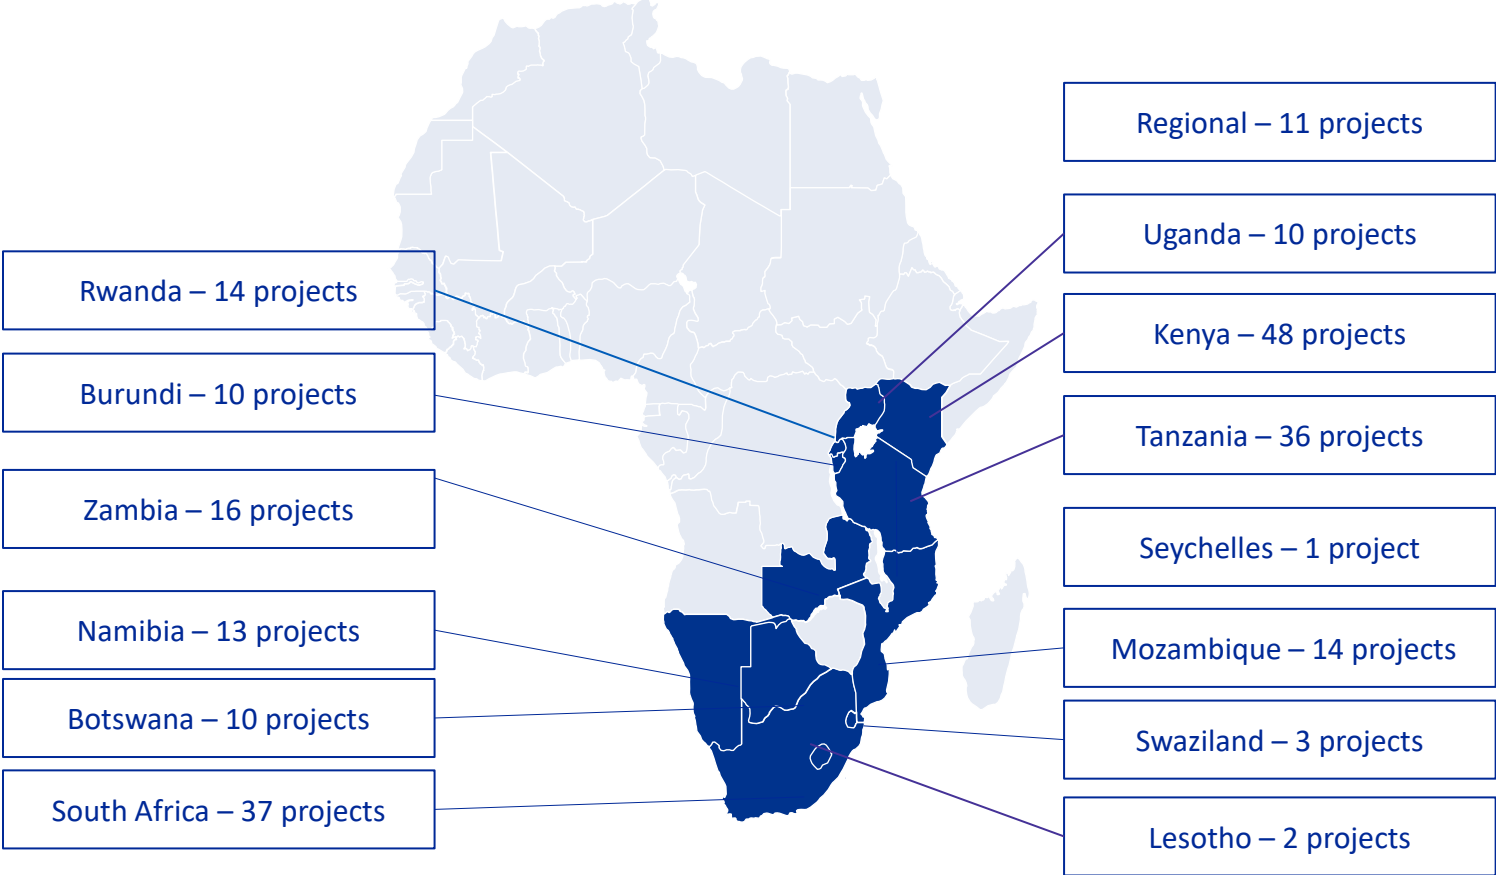 Rwanda – 14 projects
Burundi – 10 projects
Zambia – 16 projects
Namibia – 13 projects
Botswana – 10 projects
South Africa – 37 projects
Regional – 11 projects
Uganda – 10 projects
Kenya – 48 projects
Tanzania – 36 projects
Seychelles – 1 project
Mozambique – 14 projects
Swaziland – 3 projects
Lesotho – 2 projects